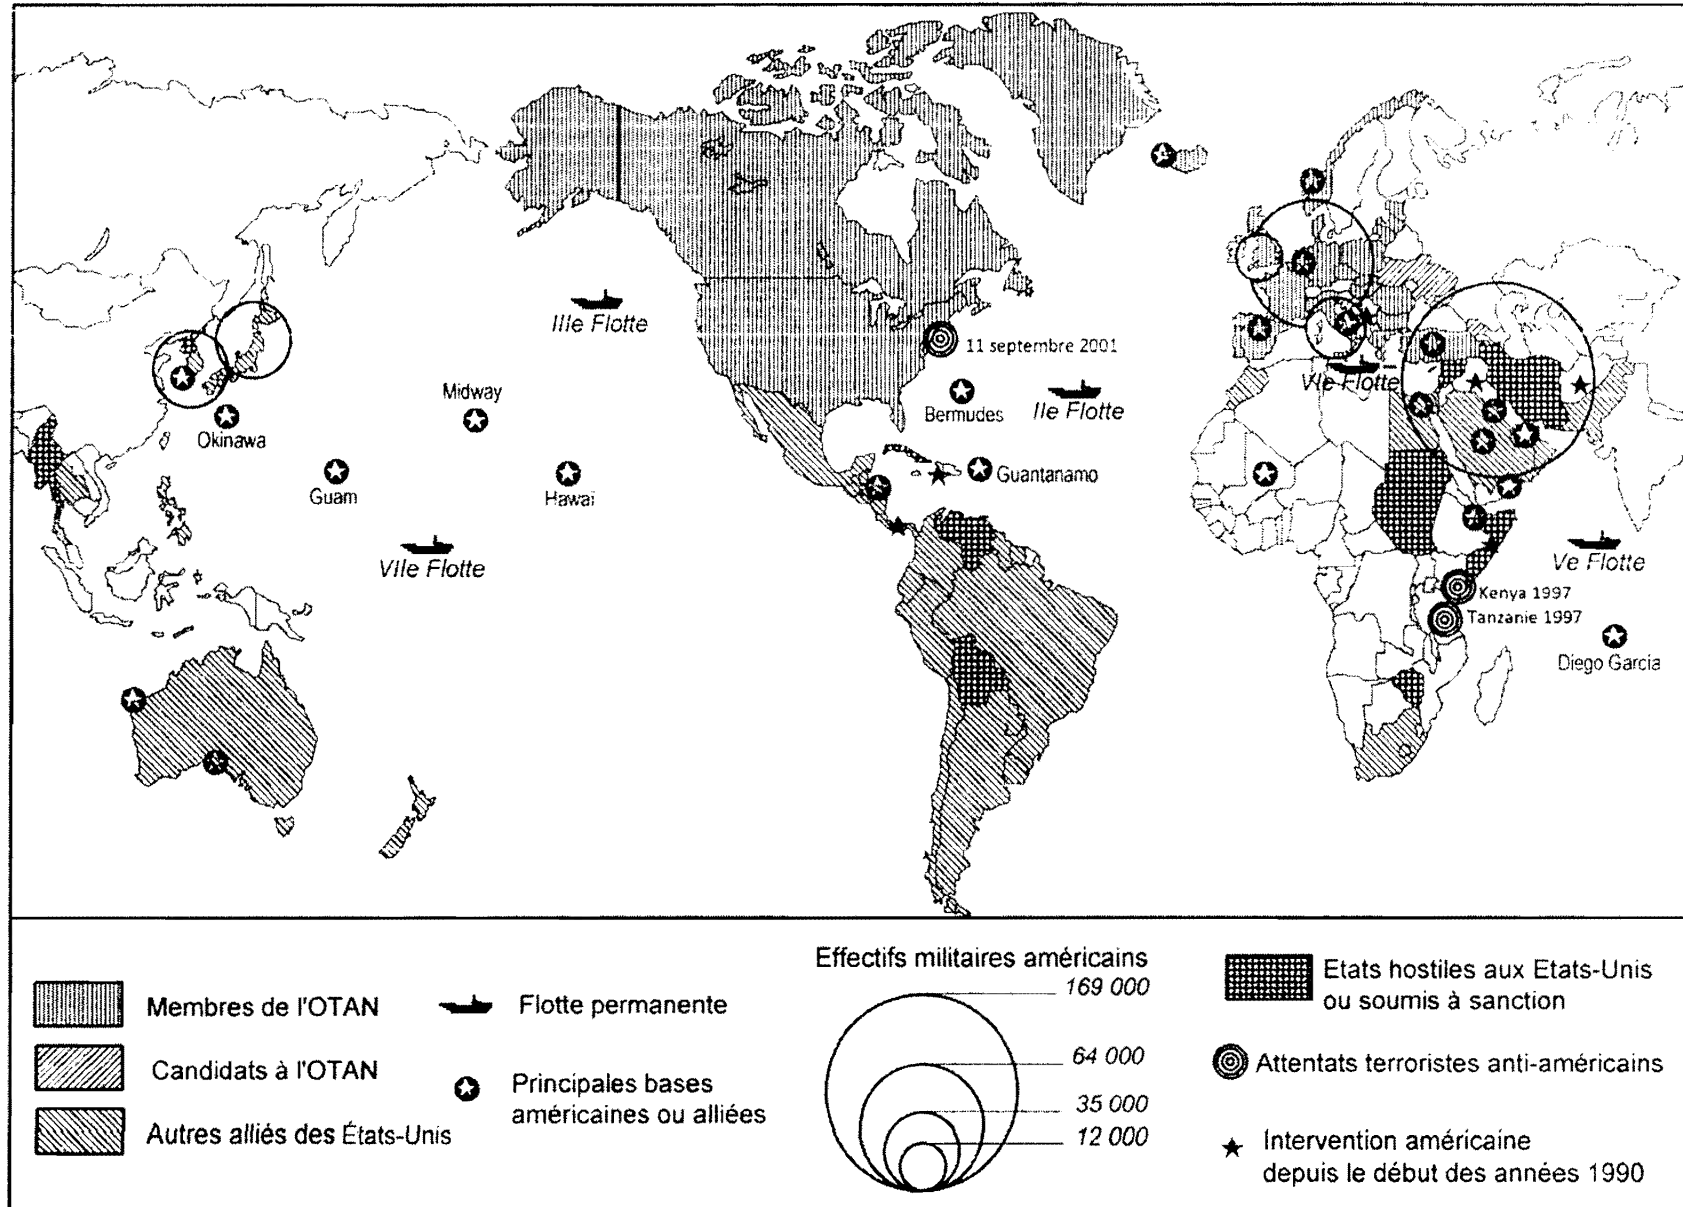 IIIe Flotte
11 septembre 2001
Midway
Bermudes
IIe Flotte
VIe Flotte
Okinawa
Guam
Hawai
Guantanamo
VIIe Flotte
Ve Flotte
Kenya 1997
Tanzanie 1997
Diego Garcia
Effectifs militaires américains
169 000
64 000
35 000
12 000
Membres de l'OTAN
Candidats à l'OTAN
Autres alliés des États-Unis
Flotte permanente
Principales bases
américaines ou alliées
Etats hostiles aux Etats-Unis
ou soumis à sanction
Attentats terroristes anti-américains
Intervention américaine
depuis le début des années 1990